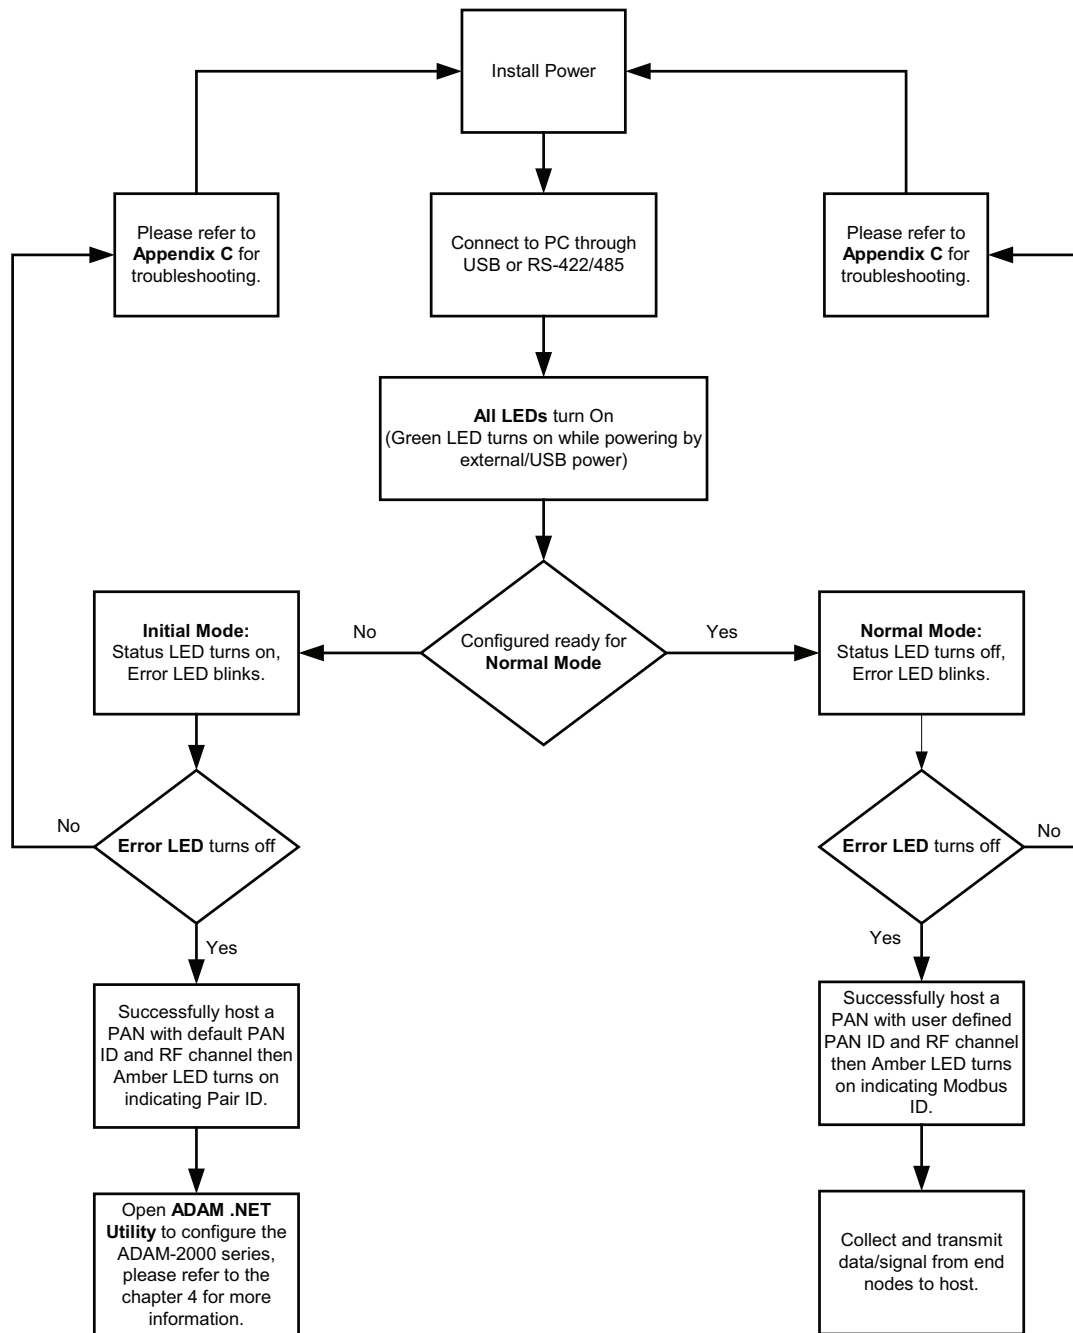 Install Power
Please refer to
Appendix C for
troubleshooting.
Connect to PC through
USB or RS-422/485
Please refer to
Appendix C for
troubleshooting.
All LEDs turn On
(Green LED turns on while powering by
external/USB power)
Initial Mode:
Status LED turns on,
Error LED blinks.
No
Configured ready for
Normal Mode
Yes
Normal Mode:
Status LED turns off,
Error LED blinks.
No
Error LED turns off
Error LED turns off
No
Yes
Yes
Successfully host a
PAN with default PAN
ID and RF channel then
Amber LED turns on
indicating Pair ID.
Successfully host a
PAN with user defined
PAN ID and RF channel
then Amber LED turns
on indicating Modbus
ID.
Open ADAM .NET
Utility to configure the
ADAM-2000 series,
please refer to the
chapter 4 for more
information.
Collect and transmit
data/signal from end
nodes to host.